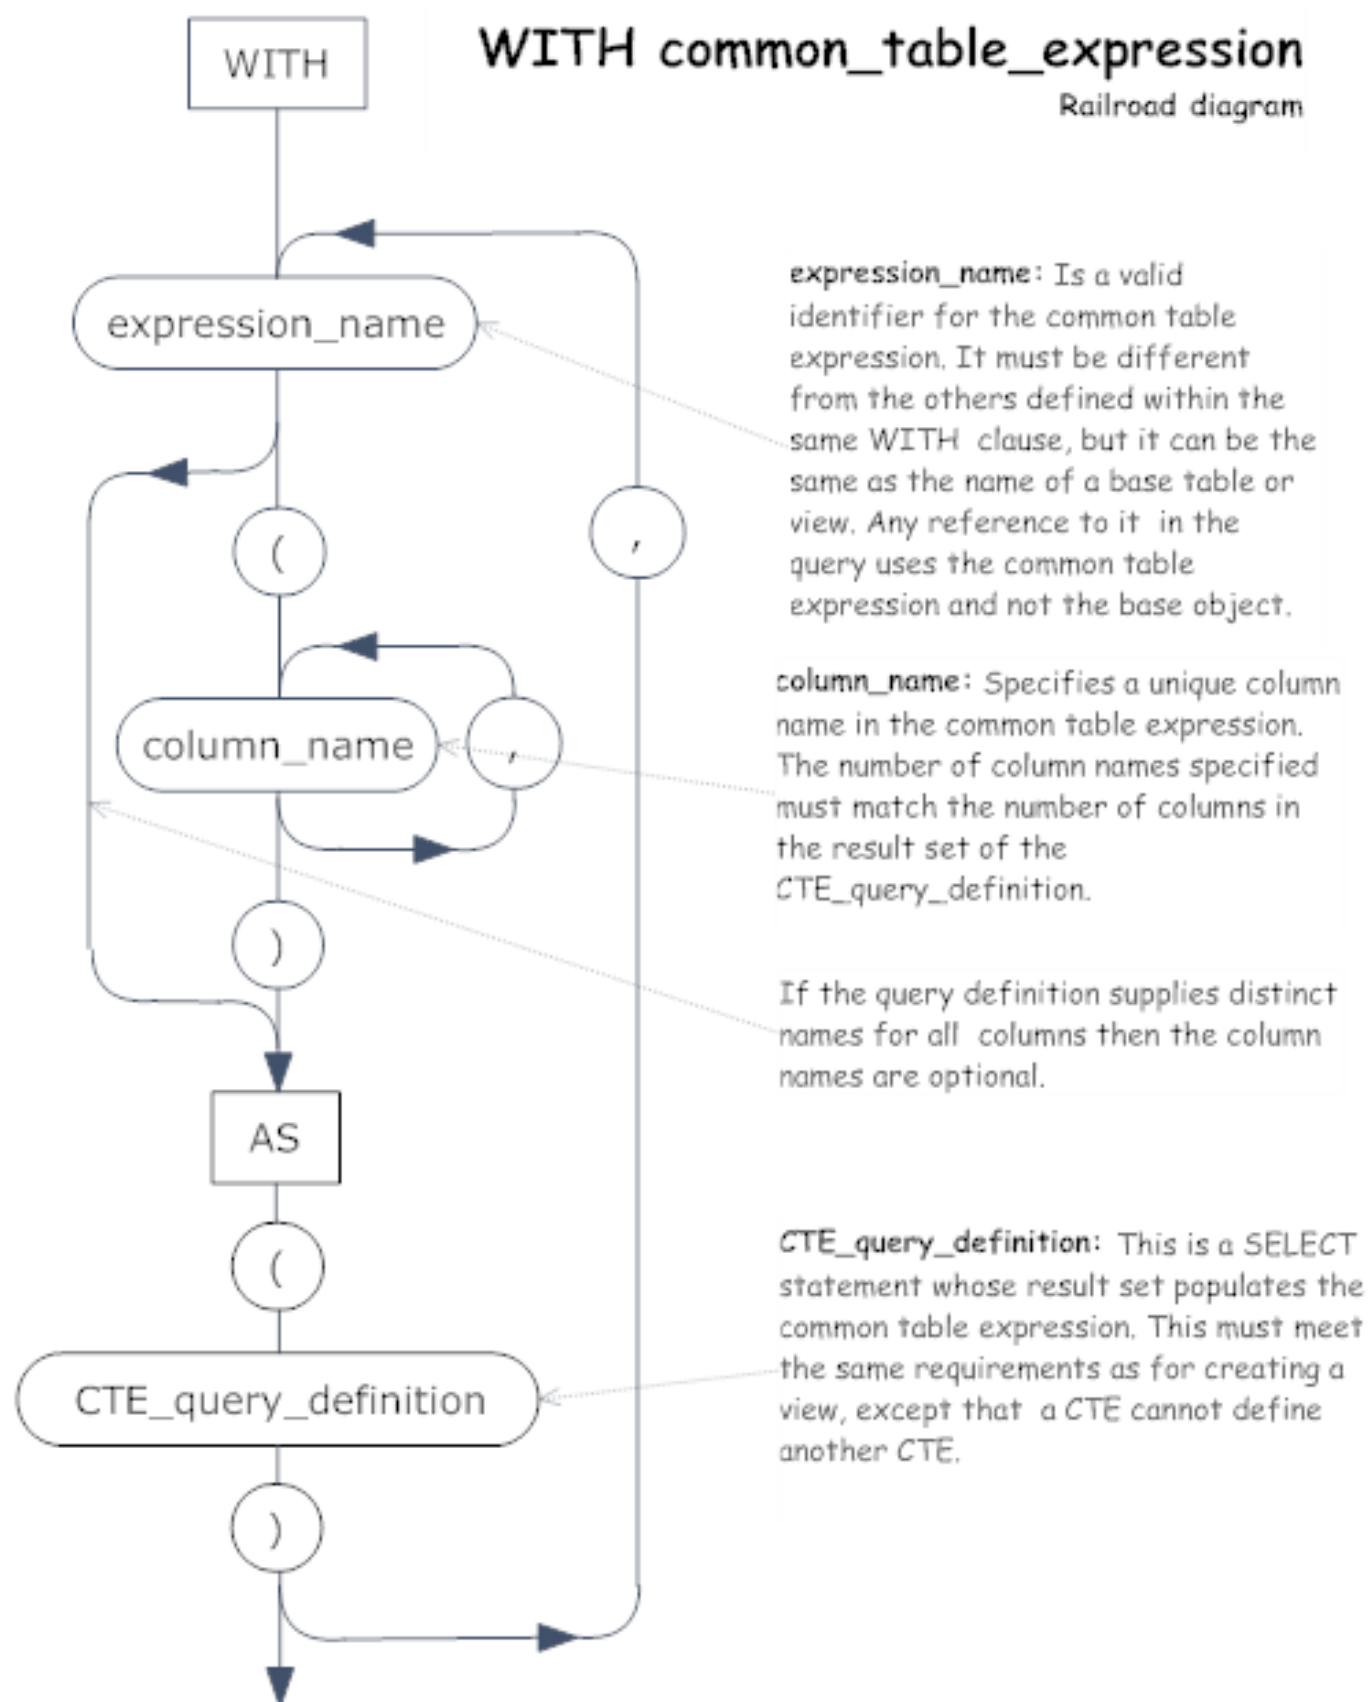 WITH common_table_expression
Railroad diagram
WITH
expression_name
(
,
column_name
,
)
AS
(
CTE_query_definition
)
expression_name: Is a valid
identifier for the common table
expression. It must be different
from the others defined within the
same WITH clause, but it can be the
same as the name of a base table or
view. Any reference to it in the
query uses the common table
expression and not the base object.
column_name: Specifies a unique column
name in the common table expression.
The number of column names specified
must match the number of columns in
the result set of the
CTE_query_definition.
If the query definition supplies distinct
names for all columns then the column
names are optional.
CTE_query_definition: This is a SELECT
statement whose result set populates the
common table expression. This must meet
the same requirements as for creating a
view, except that a CTE cannot define
another CTE.